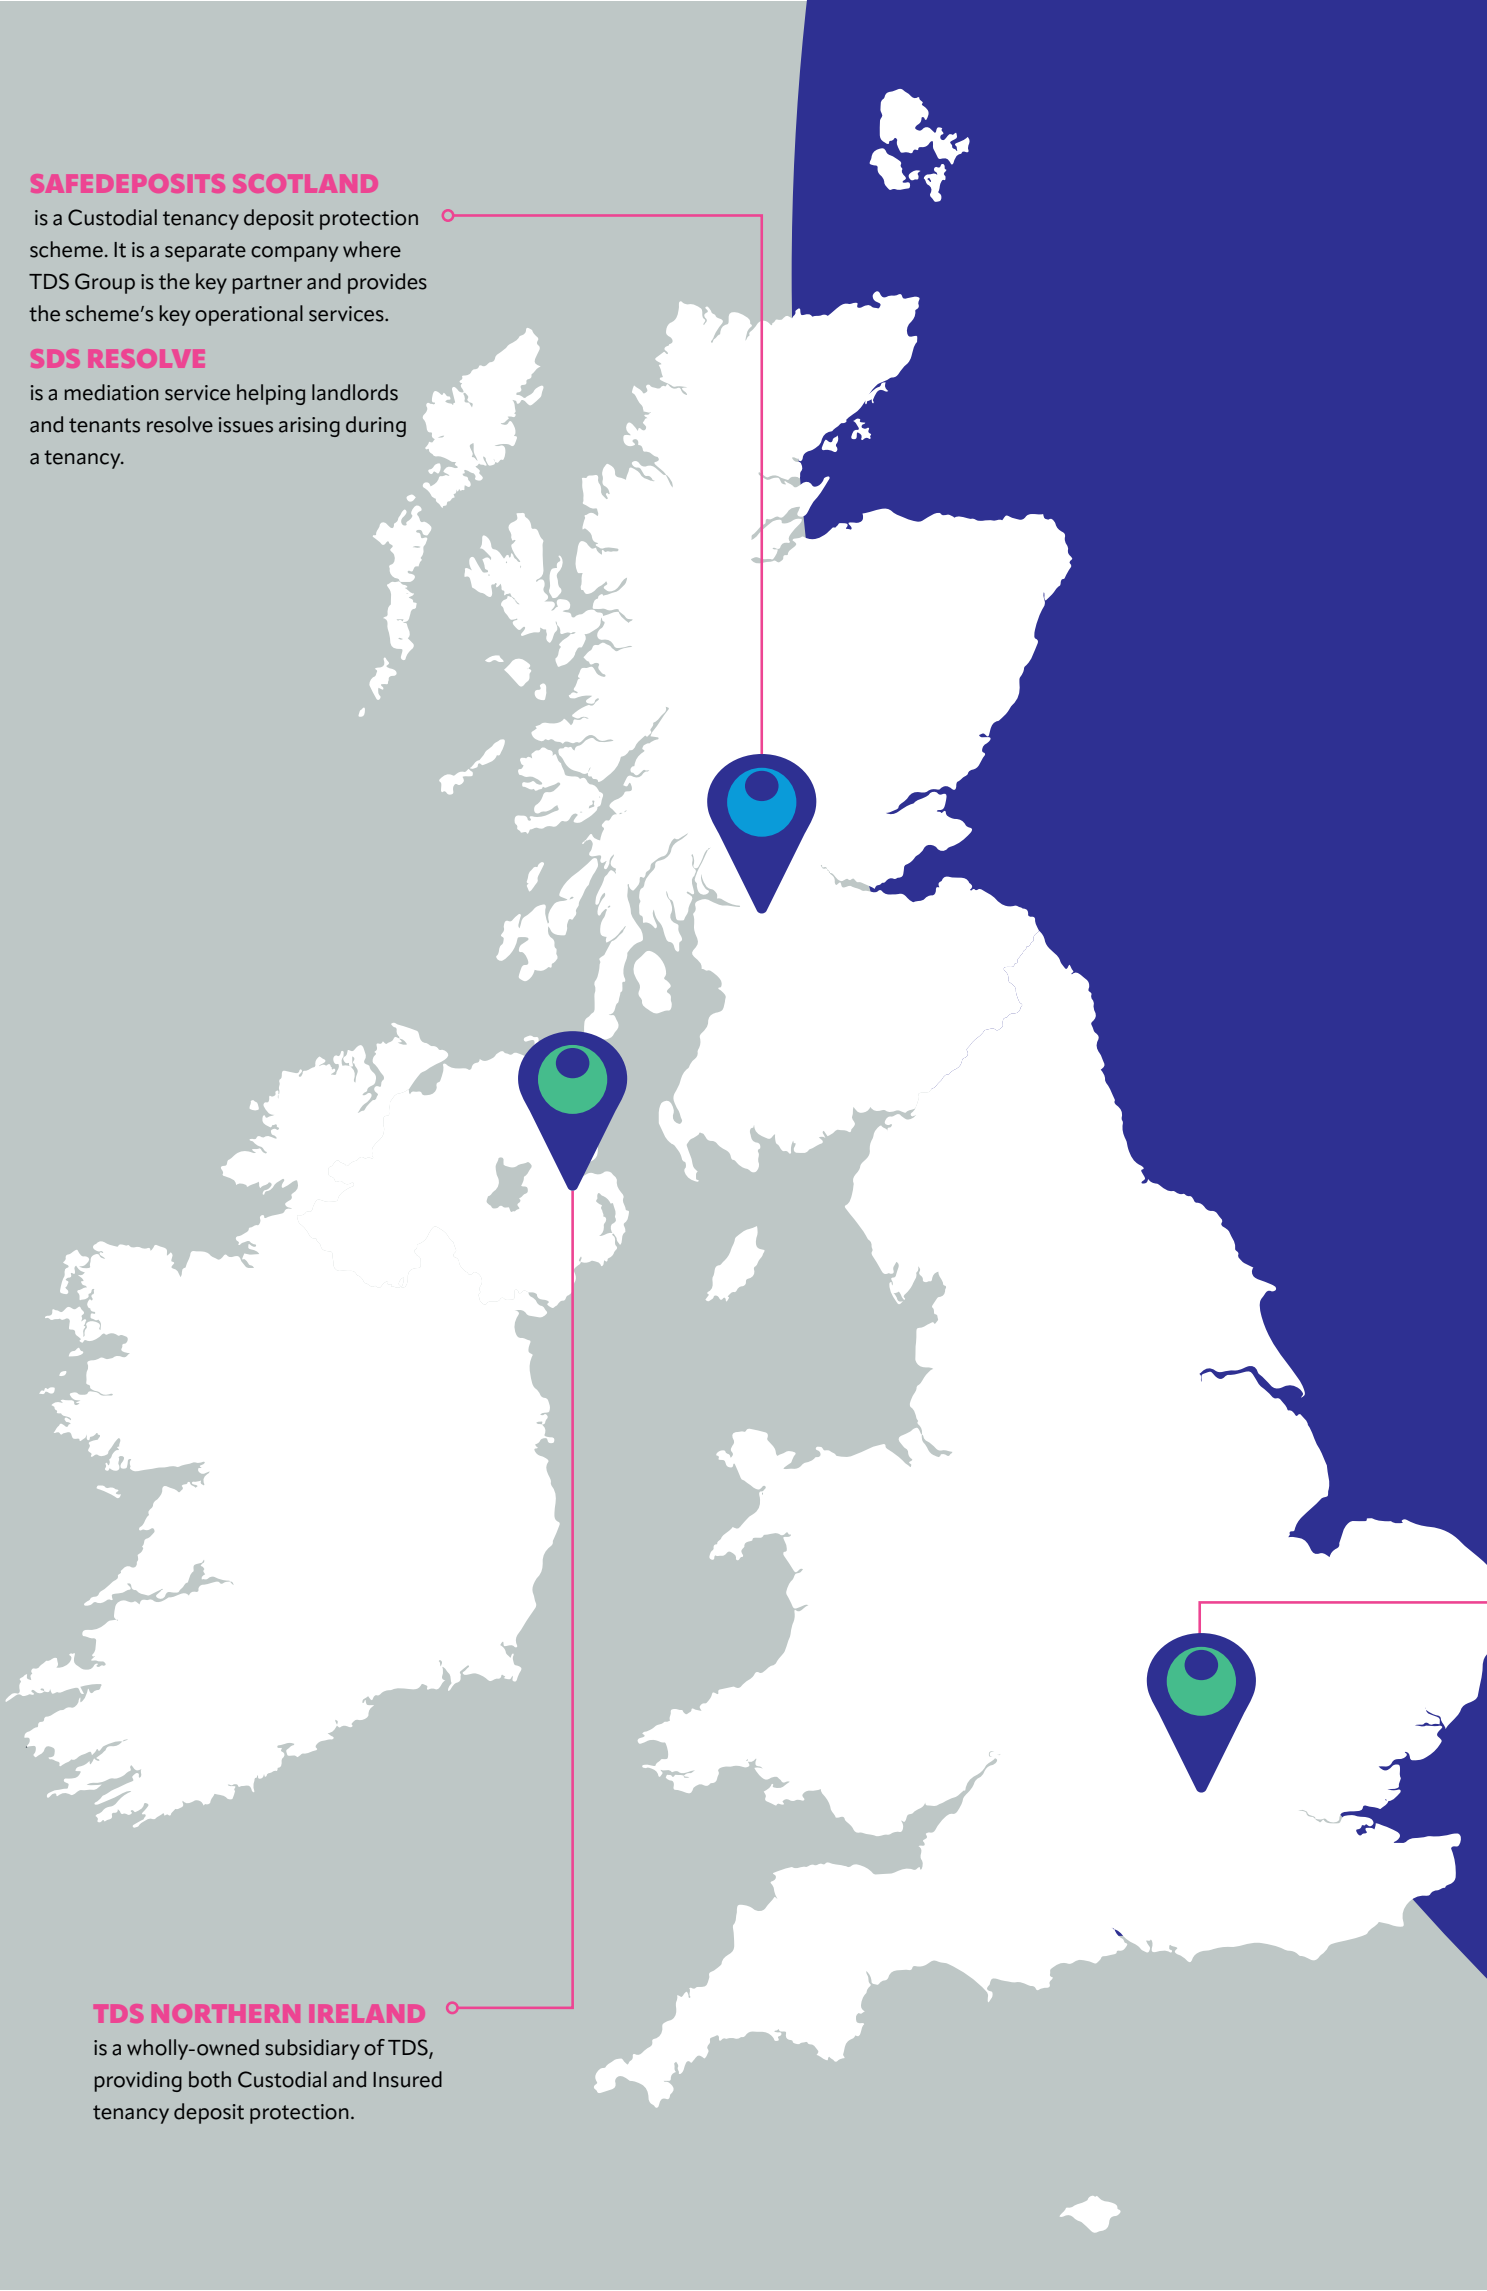 SAFEDEPOSITS SCOTLAND
is a Custodial tenancy deposit protection
scheme. It is a separate company where
TDS Group is the key partner and provides
the scheme's key operational services.
SDS RESOLVE
is a mediation service helping landlords
and tenants resolve issues arising during
a tenancy.
TDS NORTHERN IRELAND
is a wholly-owned subsidiary of TDS,
providing both Custodial and Insured
tenancy deposit protection.